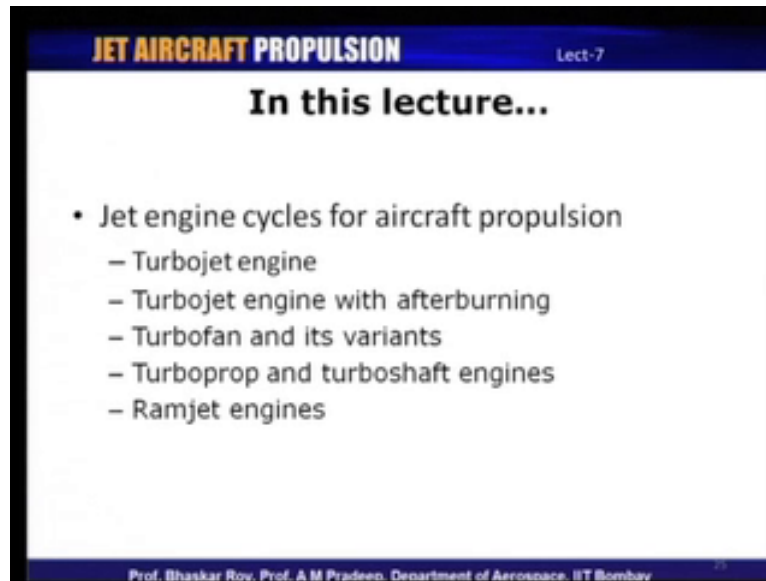 JET AIRCRAFT PROPULSION Lect-7
In this lecture...
• Jet engine cycles for aircraft propulsion
– Turbojet engine
– Turbojet engine with afterburning
– Turbofan and its variants
– Turboprop and turboshaft engines
– Ramjet engines
25
Prof. Bhaskar Roy, Prof. A M Pradeep, Department of Aerospace, IIT Bombay